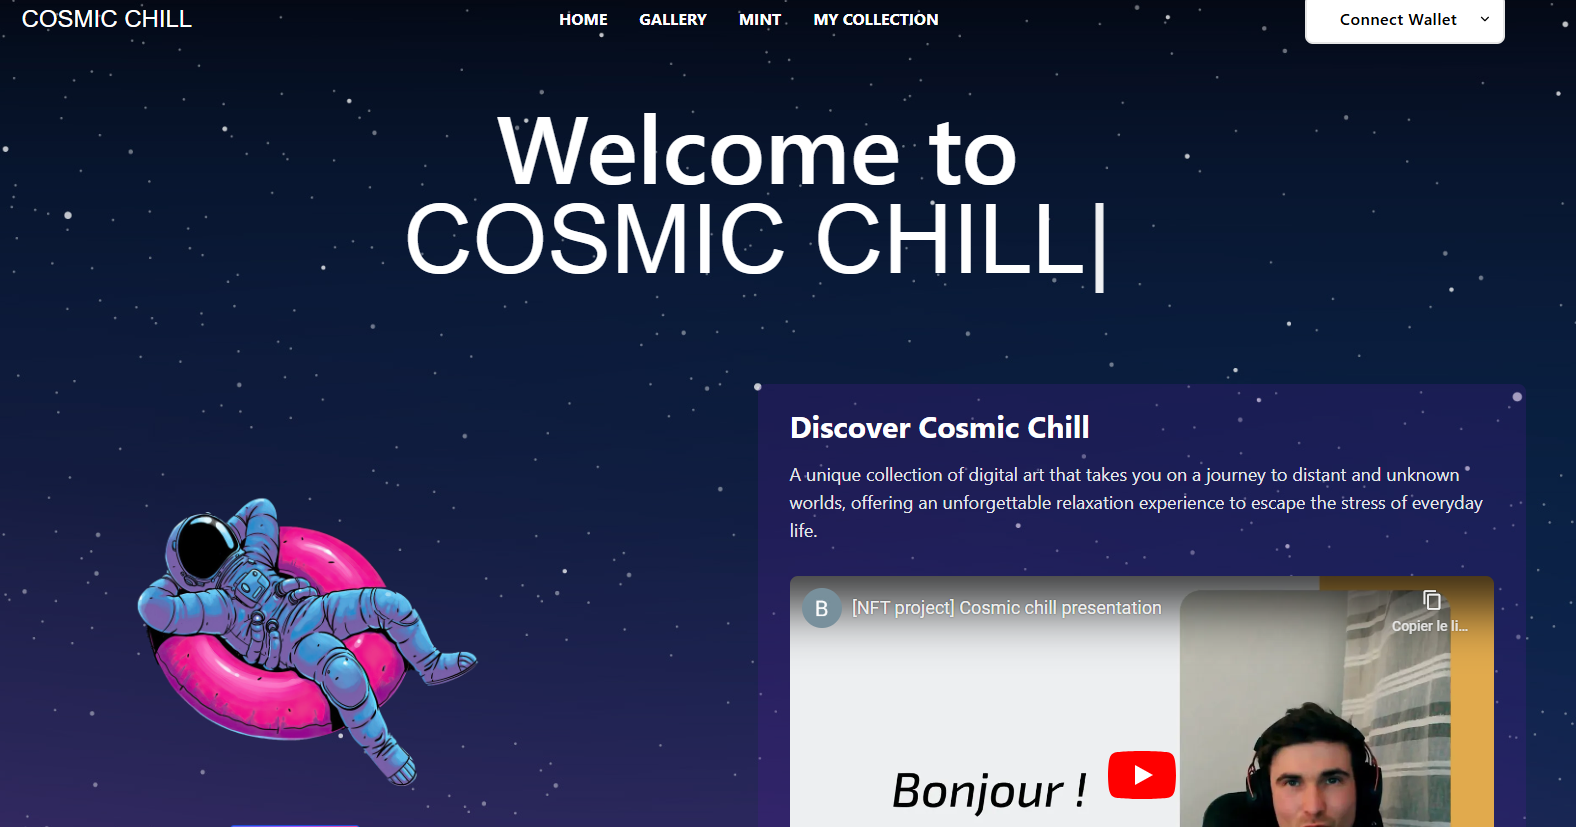 COSMIC CHILL
HOME GALLERY MINT MY COLLECTION
Connect Wallet
Welcome to
COSMIC CHILL
Discover Cosmic Chill
A unique collection of digital art that takes you on a journey to distant and unknown
worlds, offering an unforgettable relaxation experience to escape the stress of everyday
life.
B [NFT project] Cosmic chill presentation
Copier le li...
Bonjour !